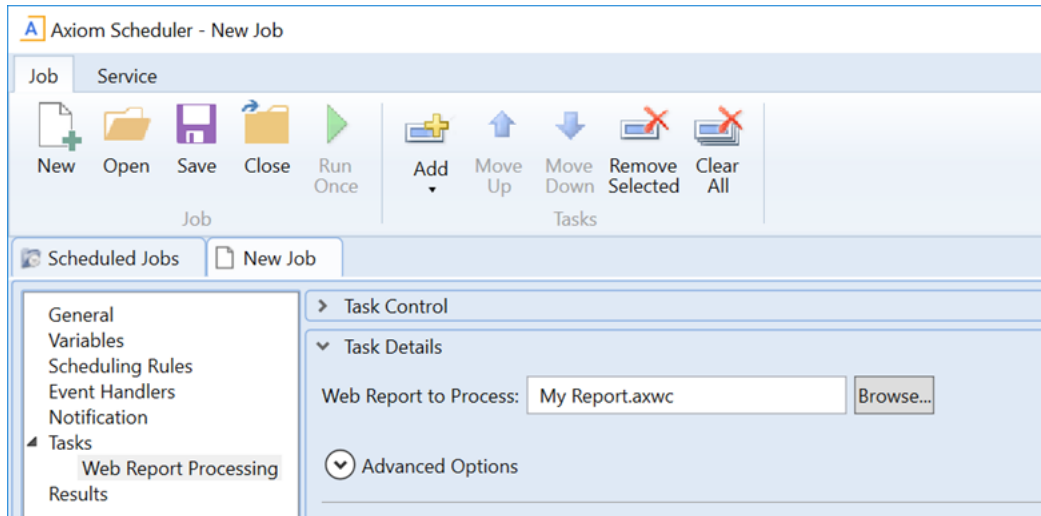 A Axiom Scheduler - New Job
Job Service
New Open Save Close Run Once Add Move Up Move Down Remove Selected Clear All
Job Tasks
Scheduled Jobs New Job
General
Variables
Scheduling Rules
Event Handlers
Notification
Tasks
Web Report Processing
Results
Task Control
Task Details
Web Report to Process: My Report.axwc Browse...
Advanced Options